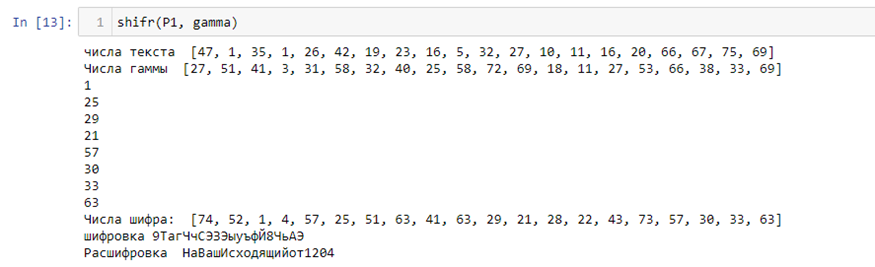 In [13]: 1 shifr(P1, gamma)
числа текста [47, 1, 35, 1, 26, 42, 19, 23, 16, 5, 32, 27, 10, 11, 16, 20, 66, 67, 75, 69]
Числа гаммы [27, 51, 41, 3, 31, 58, 32, 40, 25, 58, 72, 69, 18, 11, 27, 53, 66, 38, 33, 69]
1
25
29
21
57
30
33
63
Числа шифра: [74, 52, 1, 4, 57, 25, 51, 63, 41, 63, 29, 21, 28, 22, 43, 73, 57, 30, 33, 63]
шифровка 9ТагЧчСЭЗЭыуъфЙ8ЧьАЭ
Расшифровка НаВашИсходящийот1204